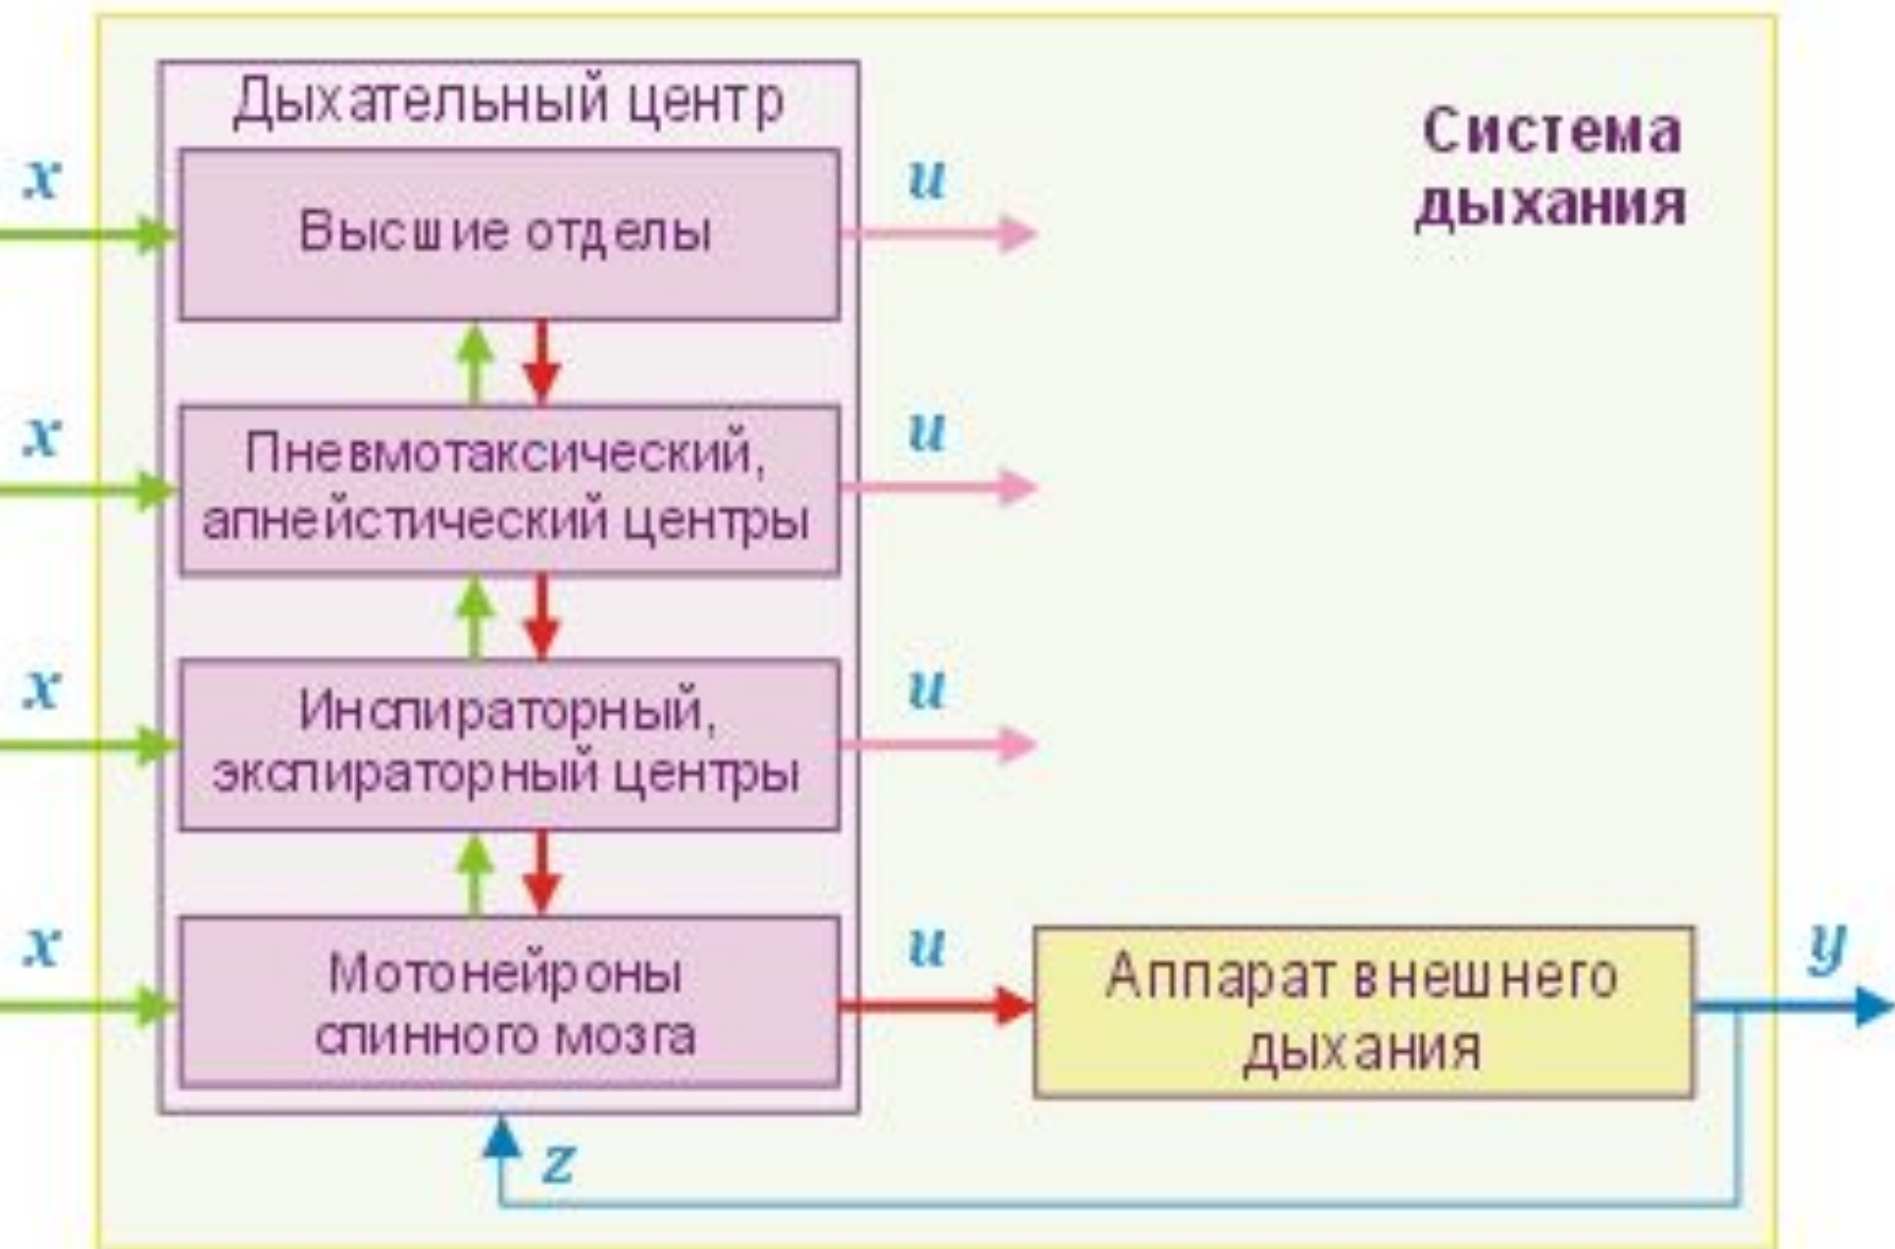 Дыхательный центр
Система
дыхания
x
Высшие отделы
u
x
Пневмотаксический,
апнейстический центры
u
x
Инспираторный,
экспираторный центры
u
x
Мотонейроны
спинного мозга
u
Аппарат внешнего
дыхания
y
z